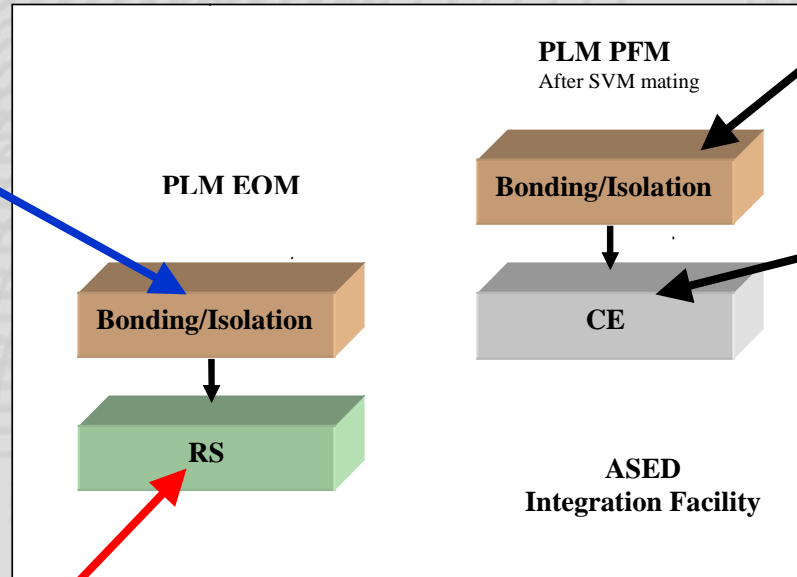 PLM PFM
After SVM mating
Bonding/Isolation
CE
PLM EQM
Bonding/Isolation
RS
ASED
Integration Facility